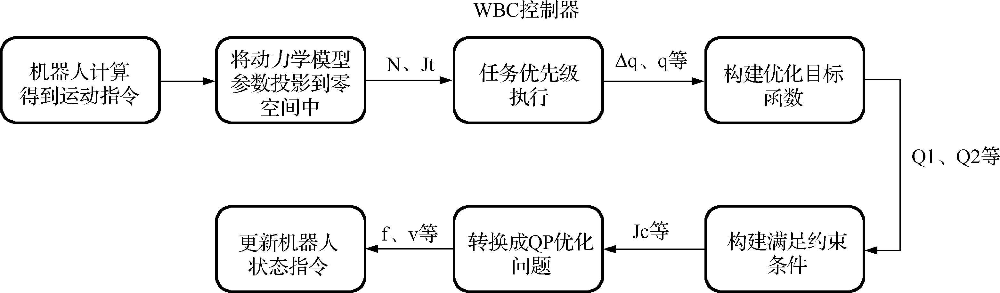 WBC控制器
机器人计算
得到运动指令
将动力学模型
参数投影到零
空间中
N、Jt
任务优先级
执行
Δq、q等
构建优化目标
函数
Q1、Q2等
构建满足约束
条件
Jc等
转换成QP优化
问题
f、v等
更新机器人
状态指令